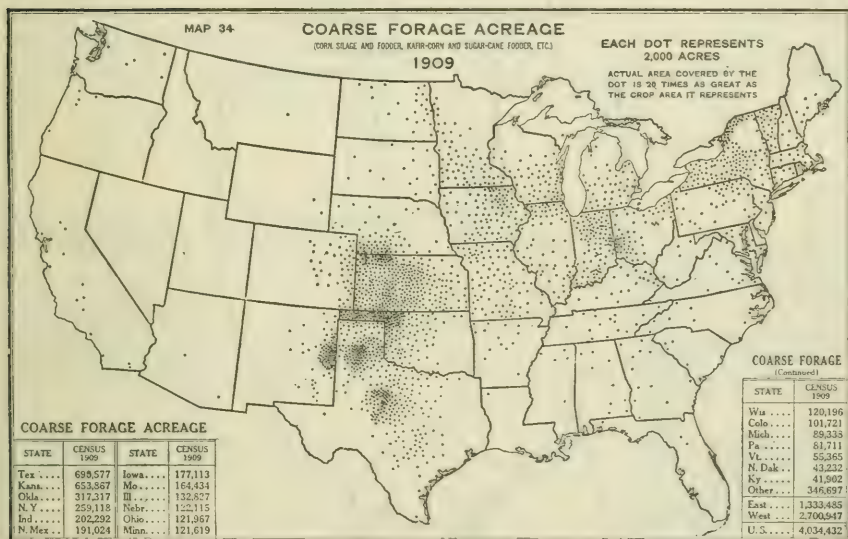 MAP 34
COARSE FORAGE ACREAGE
(CORN SILAGE AND FODDER, KAFIR-CORN AND SUGAR-CANE FODDER, ETC.)
1909
EACH DOT REPRESENTS
2,000 ACRES
ACTUAL AREA COVERED BY THE
DOT IS 20 TIMES AS GREAT AS
THE CROP AREA IT REPRESENTS
COARSE FORAGE ACREAGE
STATE CENSUS 1909 STATE CENSUS 1909
Tex .... 698,577 Iowa .... 177,113
Kans .... 653,867 Mo .... 164,434
Okla .... 317,317 Ill .... 132,827
N. Y .... 259,118 Nebr .... 122,115
Ind .... 202,292 Ohio .... 121,967
N. Mex .. 191,024 Minn .... 121,619
COARSE FORAGE
(Continued)
STATE CENSUS 1909
Wis .... 120,196
Colo .... 101,721
Mich .... 89,335
Pa .... 81,711
Vt .... 55,365
N. Dak .. 43,232
Ky .... 41,902
Other .... 346,697
East .... 1,333,485
West .... 2,700,947
U. S. .... 4,034,432